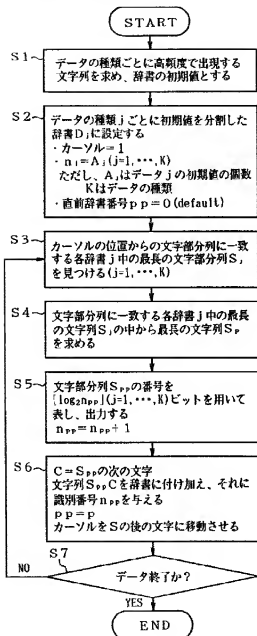 START
S1
データの種類ごとに高頻度で出現する
文字列を求め、辞書の初期値とする
S2
データの種類jごとに初期値を分割した
辞書Djに設定する
・カーソル=1
・nj=Aj(j=1,・・・,K)
ただし、Ajはデータjの初期値の個数
Kはデータの種類
・直前辞書番号pp=0(default)
S3
カーソルの位置からの文字部分列に一致
する各辞書j中の最長の文字部分列Sj
を見つける(j=1,・・・,K)
S4
文字部分列に一致する各辞書j中の最長
の文字列Sjの中から最長の文字列Sp
を求める
S5
文字部分列Sppの番号を
⌈log2npp⌉(j=1,・・・,K)ビットを用いて
表し、出力する
npp=npp+1
S6
C=Sppの次の文字
文字列SppCを辞書に付け加え、それに
識別番号nppを与える
pp=p
カーソルをSの後の文字に移動させる
S7
NO
データ終了か?
YES
END